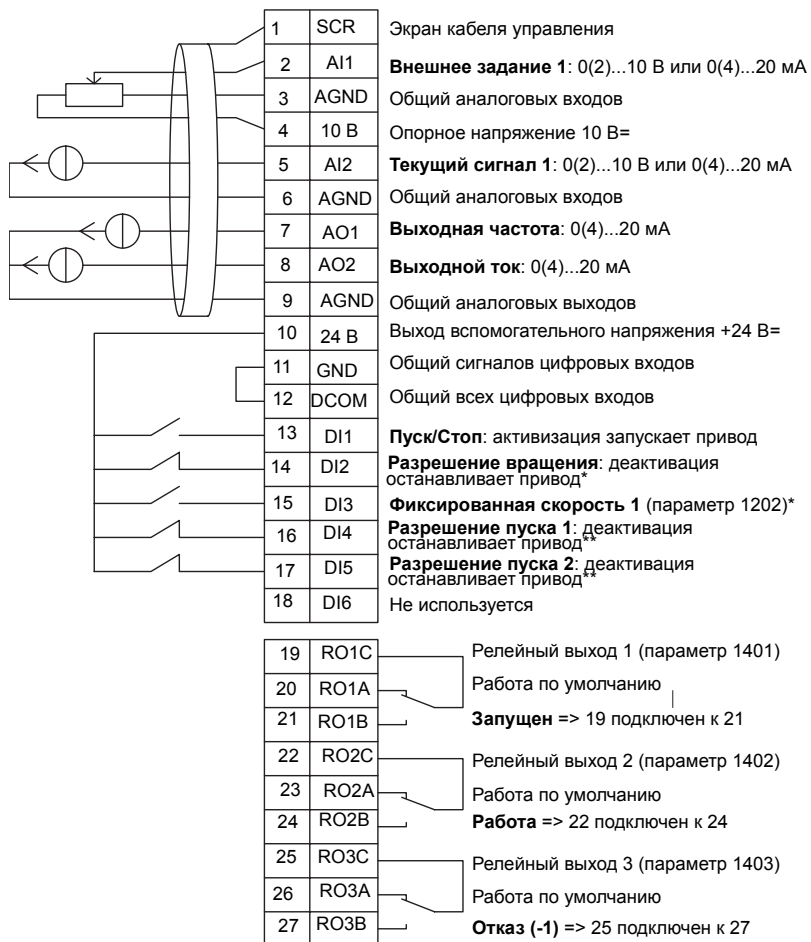 1 SCR Экран кабеля управления
2 AI1 Внешнее задание 1: 0(2)...10 В или 0(4)...20 мА
3 AGND Общий аналоговых входов
4 10 В Опорное напряжение 10 В=
5 AI2 Текущий сигнал 1: 0(2)...10 В или 0(4)...20 мА
6 AGND Общий аналоговых входов
7 AO1 Выходная частота: 0(4)...20 мА
8 AO2 Выходной ток: 0(4)...20 мА
9 AGND Общий аналоговых выходов
10 24 В Выход вспомогательного напряжения +24 В=
11 GND Общий сигналов цифровых входов
12 DCOM Общий всех цифровых входов
13 DI1 Пуск/Стоп: активизация запускает привод
14 DI2 Разрешение вращения: деактивация
останавливает привод*
15 DI3 Фиксированная скорость 1 (параметр 1202)*
16 DI4 Разрешение пуска 1: деактивация
останавливает привод**
17 DI5 Разрешение пуска 2: деактивация
останавливает привод**
18 DI6 Не используется
19 RO1C Релейный выход 1 (параметр 1401)
20 RO1A Работа по умолчанию
21 RO1B Запущен => 19 подключен к 21
22 RO2C Релейный выход 2 (параметр 1402)
23 RO2A Работа по умолчанию
24 RO2B Работа => 22 подключен к 24
25 RO3C Релейный выход 3 (параметр 1403)
26 RO3A Работа по умолчанию
27 RO3B Отказ (-1) => 25 подключен к 27